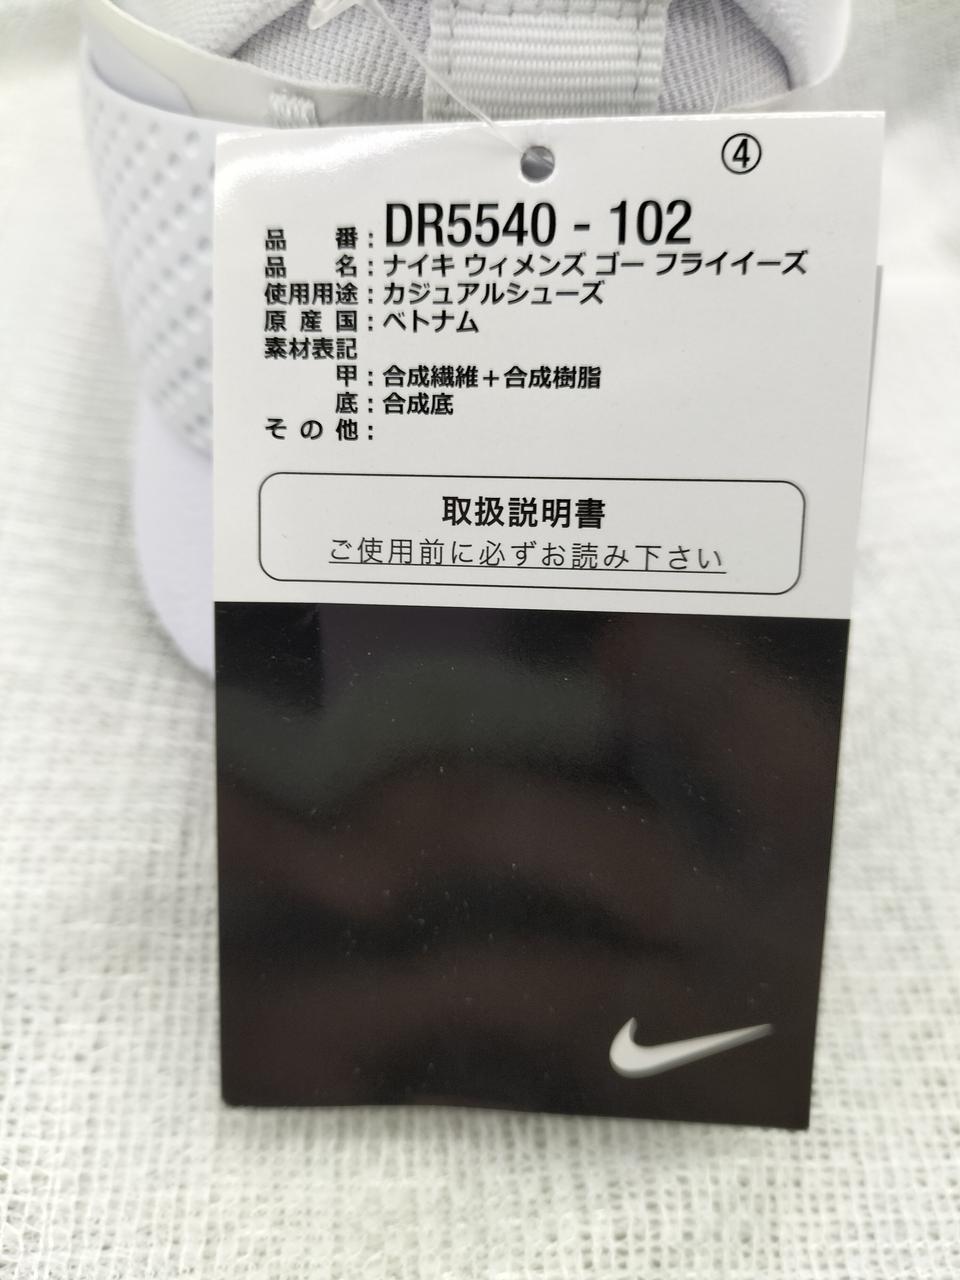 ④
品番：DR5540 - 102
品名：ナイキ ウィメンズ ゴー フライイーズ
使用用途：カジュアルシューズ
原産国：ベトナム
素材表記
甲：合成繊維＋合成樹脂
底：合成底
その他：
取扱説明書
ご使用前に必ずお読み下さい